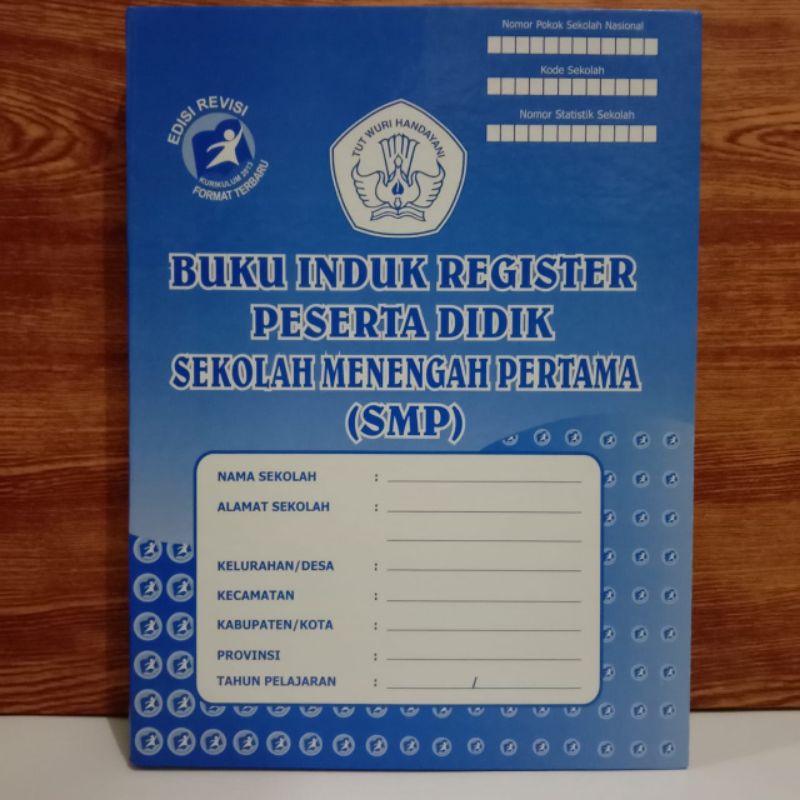 Nomor Pokok Sekolah Nasional
Kode Sekolah
Nomor Statistik Sekolah
EDISI REVISI
KURIKULUM 2013
FORMAT TERBARU
TUT WURI HANDAYANI
BUKU INDUK REGISTER
PESERTA DIDIK
SEKOLAH MENENGAH PERTAMA
(SMP)
NAMA SEKOLAH :
ALAMAT SEKOLAH :
KELURAHAN/DESA :
KECAMATAN :
KABUPATEN/KOTA :
PROVINSI :
TAHUN PELAJARAN : /